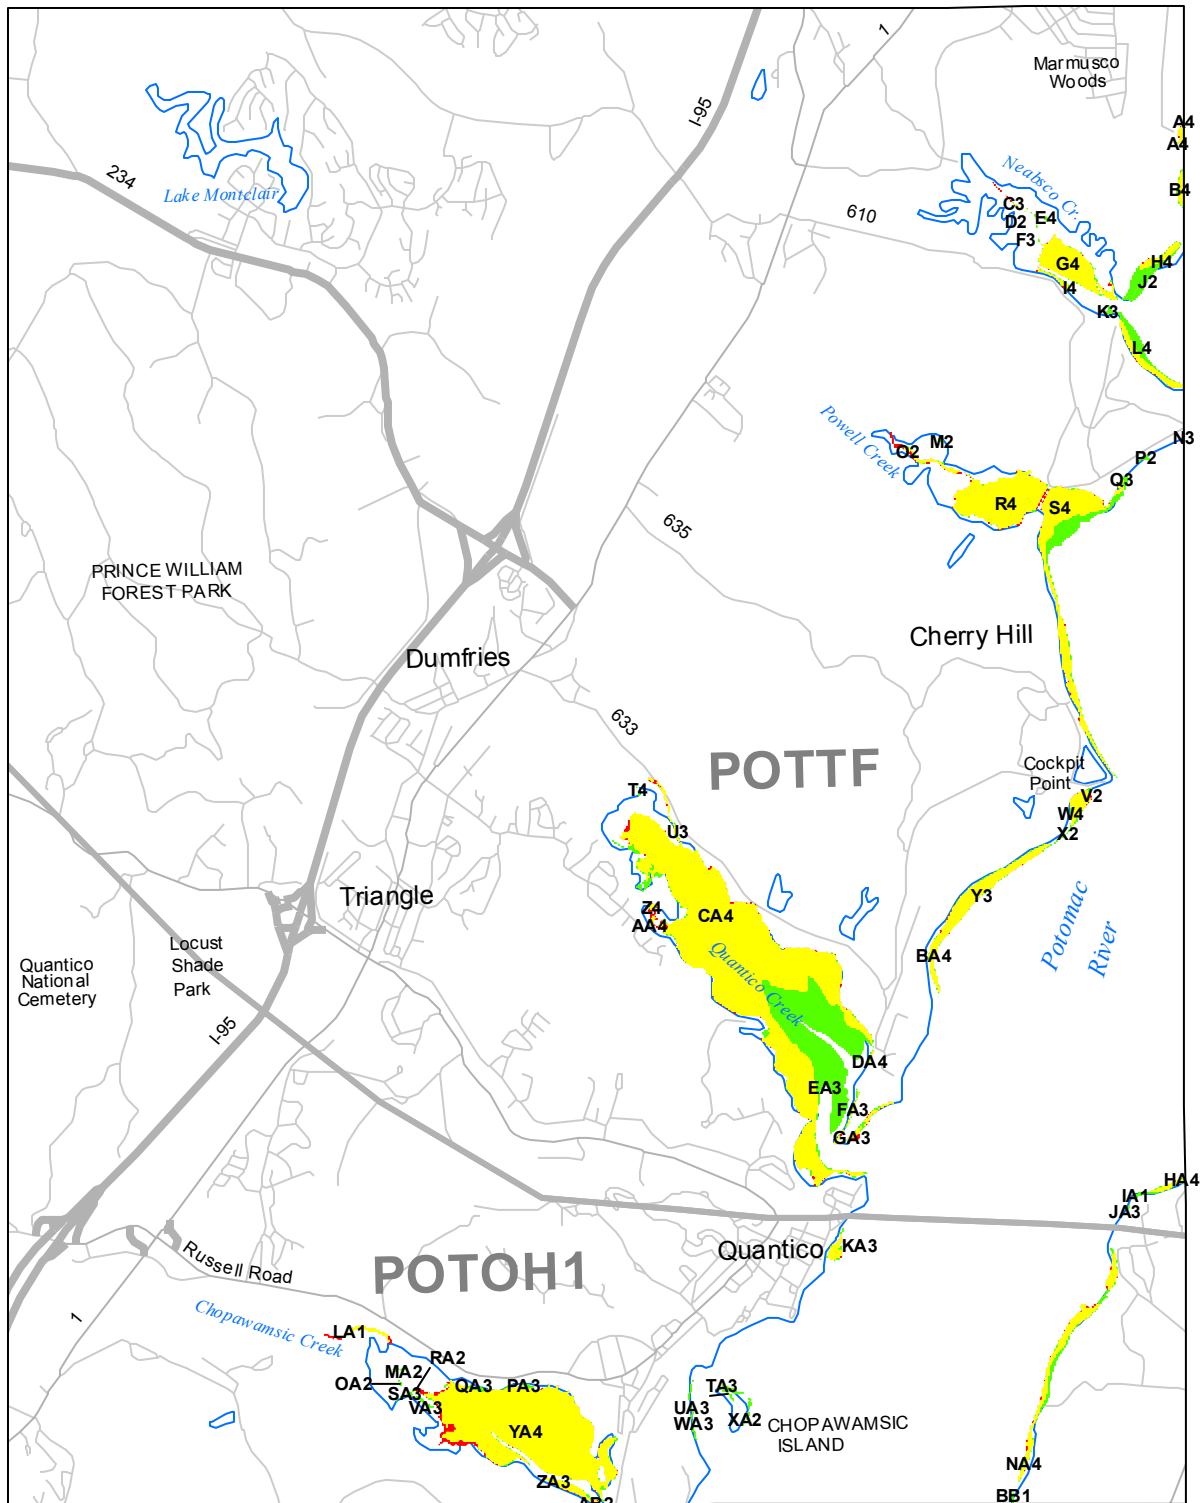 1
Marmusco
Woods
I-95
A4
A4
234
Lake Montclair
Neabsco Cr.
B4
610
C3
D2
E4
F3
G4
H4
I4
J2
K3
L4
Powell Creek
M2
O2
N3
P2
Q3
R4
S4
635
PRINCE WILLIAM
FOREST PARK
Cherry Hill
Dumfries
633
POTTF
Cockpit
Point
T4
V2
W4
X2
U3
Triangle
Y3
Z4
AA4
CA4
Potomac
River
Locust
Shade
Park
Quantico
National
Cemetery
Quantico Creek
BA4
I-95
DA4
EA3
FA3
GA3
HA4
IA1
JA3
Quantico
KA3
Russell Road
POTOH1
1
Chopawamsic Creek
LA1
RA2
MA2
OA2
SA3
QA3
PA3
VA3
TA3
UA3
WA3
XA2
CHOPAWAMSIC
ISLAND
YA4
NA4
ZA3
BB1
AB2